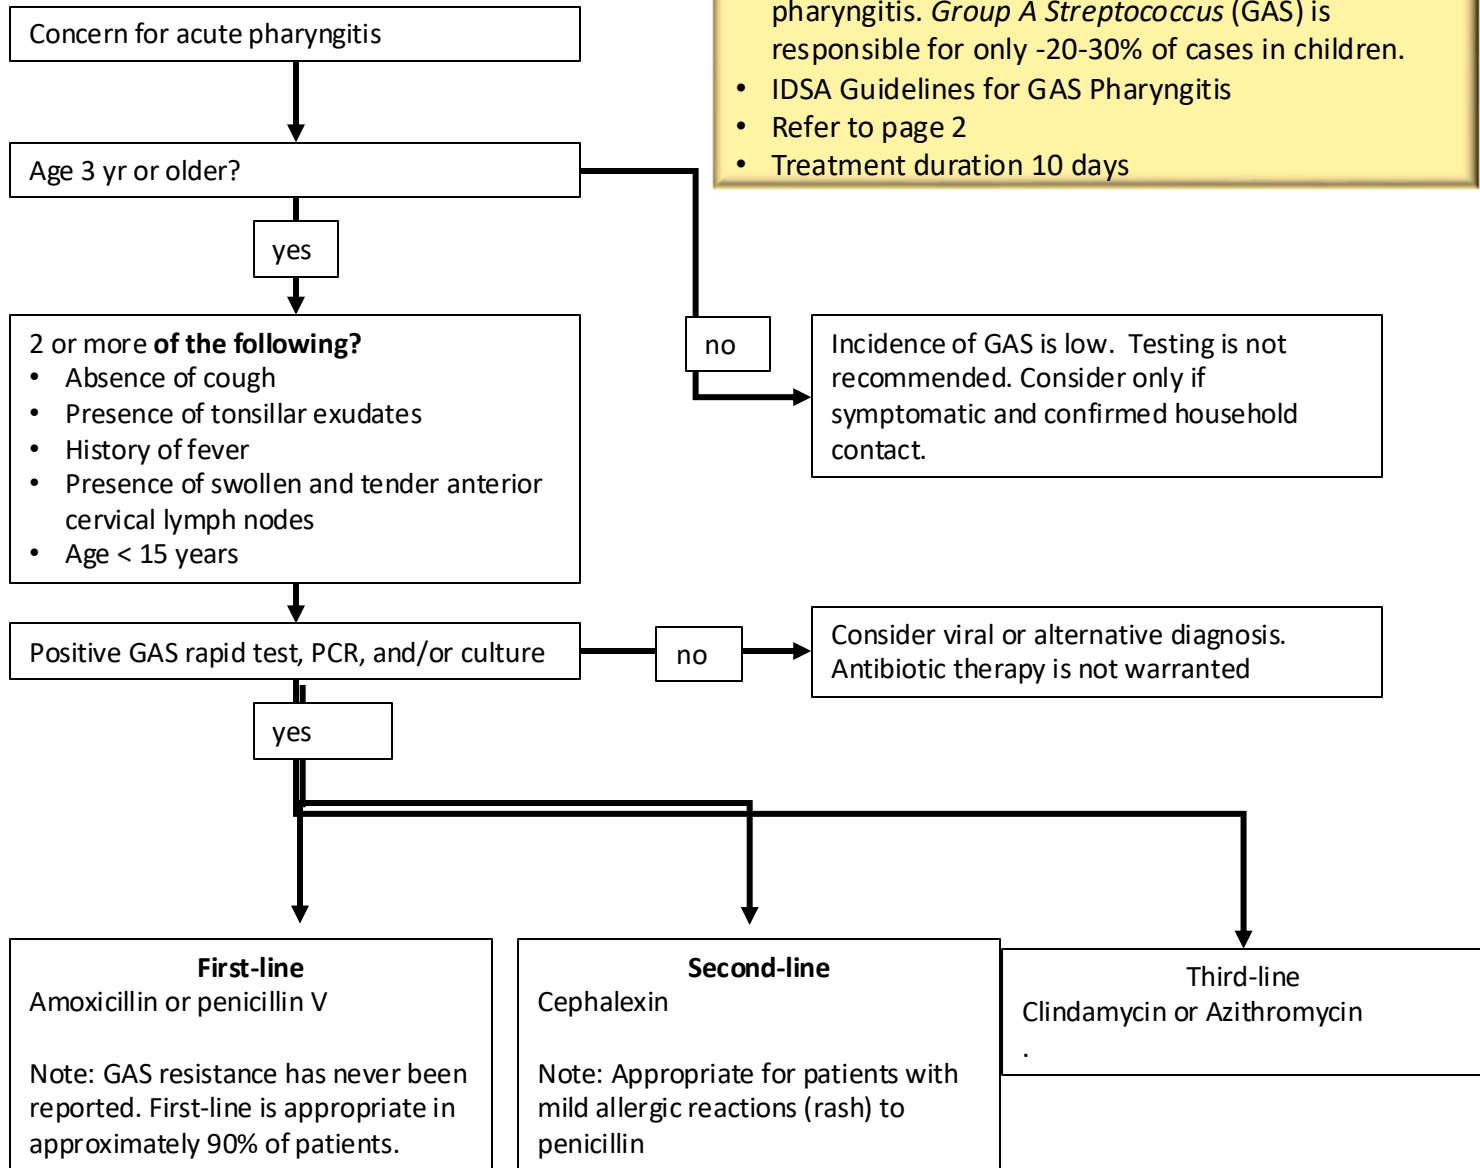 Concern for acute pharyngitis
pharyngitis. Group A Streptococcus (GAS) is
responsible for only -20-30% of cases in children.
• IDSA Guidelines for GAS Pharyngitis
• Refer to page 2
• Treatment duration 10 days
Age 3 yr or older?
yes
no
2 or more of the following?
• Absence of cough
• Presence of tonsillar exudates
• History of fever
• Presence of swollen and tender anterior
cervical lymph nodes
• Age < 15 years
Incidence of GAS is low. Testing is not
recommended. Consider only if
symptomatic and confirmed household
contact.
Positive GAS rapid test, PCR, and/or culture
no
Consider viral or alternative diagnosis.
Antibiotic therapy is not warranted
yes
First-line
Amoxicillin or penicillin V
Note: GAS resistance has never been
reported. First-line is appropriate in
approximately 90% of patients.
Second-line
Cephalexin
Note: Appropriate for patients with
mild allergic reactions (rash) to
penicillin
Third-line
Clindamycin or Azithromycin
.